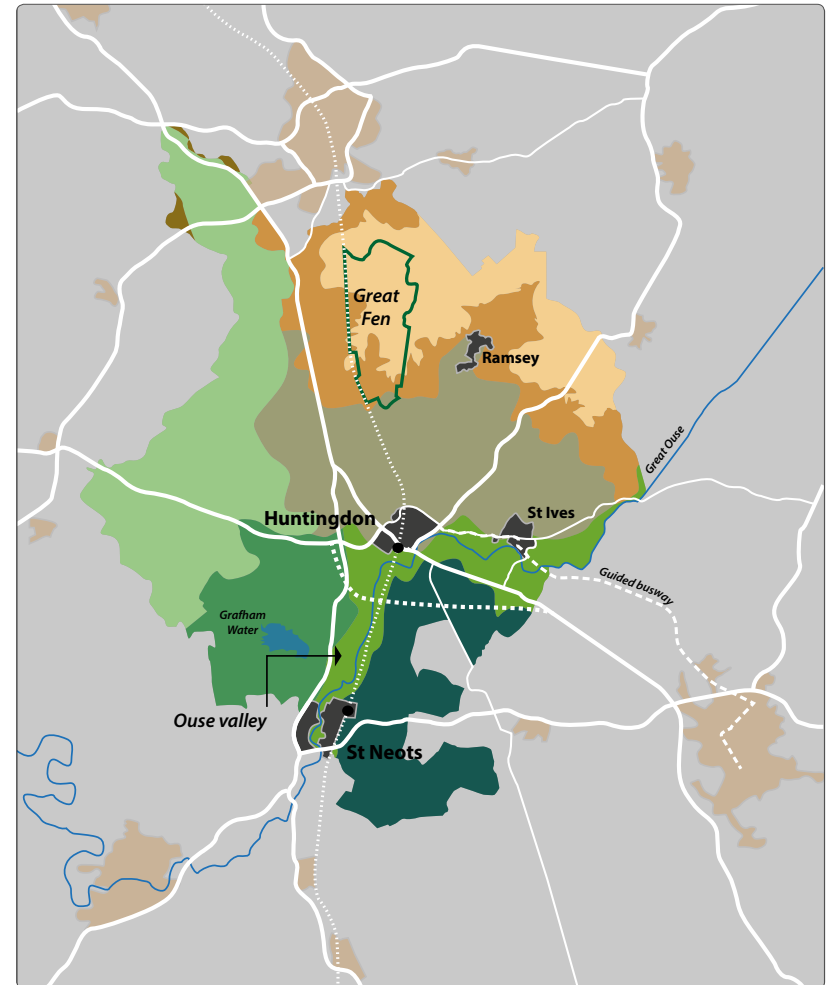 Great
Fen
Ramsey
Great Ouse
Huntingdon
St Ives
Guided busway
Grafham
Water
Ouse valley
St Neots